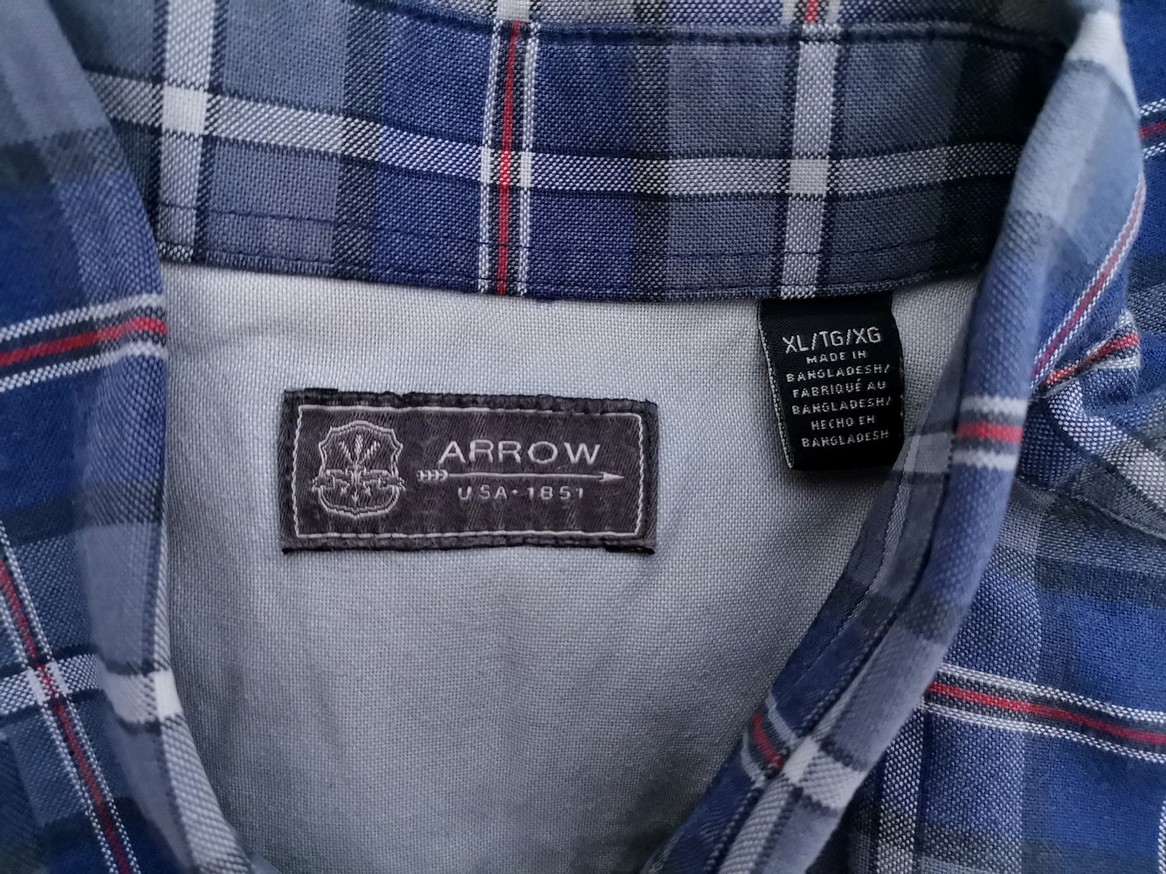 ARROW
USA·1851
XL/TG/XG
MADE IN
BANGLADESH/
FABRIQUÉ AU
BANGLADESH/
HECHO EN
BANGLADESH